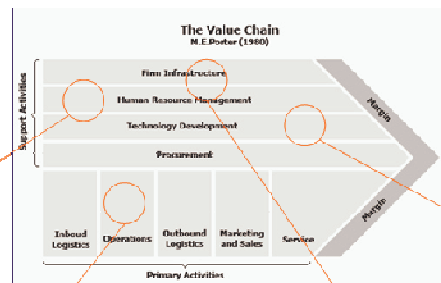 The Value Chain
M.E.Porter (1980)
Support Activities
Firm Infrastructure
Human Resource Management
Technology Development
Procurement
Margin
Margin
Inboud
Logistics
Operations
Outbound
Logistics
Marketing
and Sales
Service
Primary Activities